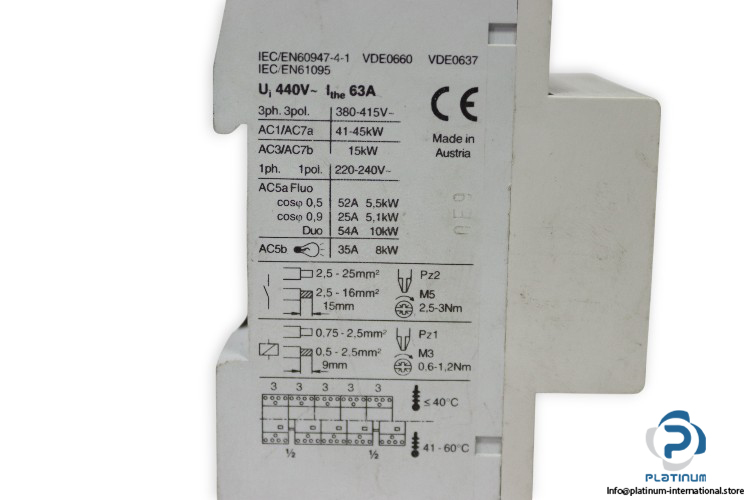 IEC/EN60947-4-1 VDE0660 VDE0637
IEC/EN61095
Ui 440V~ Ithe 63A
3ph. 3pol. 380-415V~
AC1/AC7a 41-45kW
AC3/AC7b 15kW
1ph. 1pol. 220-240V~
AC5a Fluo
cosφ 0,5 52A 5,5kW
cosφ 0,9 25A 5,1kW
Duo 54A 10kW
AC5b 35A 8kW
CE
Made in
Austria
2,5 - 25mm² Pz2
2,5 - 16mm² M5
15mm 2,5-3Nm
0,75 - 2,5mm² Pz1
0,5 - 2,5mm² M3
9mm 0,6-1,2Nm
3 3 3 3 3
≤ 40°C
41 - 60°C
½ ½
PLATINUM
Info@platinum-international.store